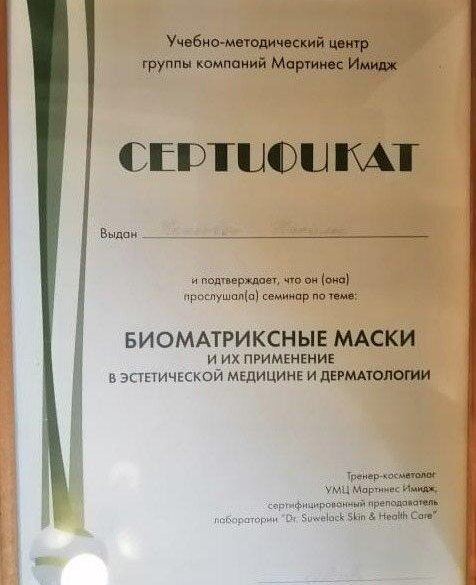 Учебно-методический центр
группы компаний Мартинес Имидж
СЕРТИФИКАТ
Выдан
и подтверждает, что он (она)
прослушал(а) семинар по теме:
БИОМАТРИКСНЫЕ МАСКИ
И ИХ ПРИМЕНЕНИЕ
В ЭСТЕТИЧЕСКОЙ МЕДИЦИНЕ И ДЕРМАТОЛОГИИ
Тренер-косметолог
УМЦ Мартинес Имидж,
сертифицированный преподаватель
лаборатории "Dr. Suwelack Skin & Health Care"